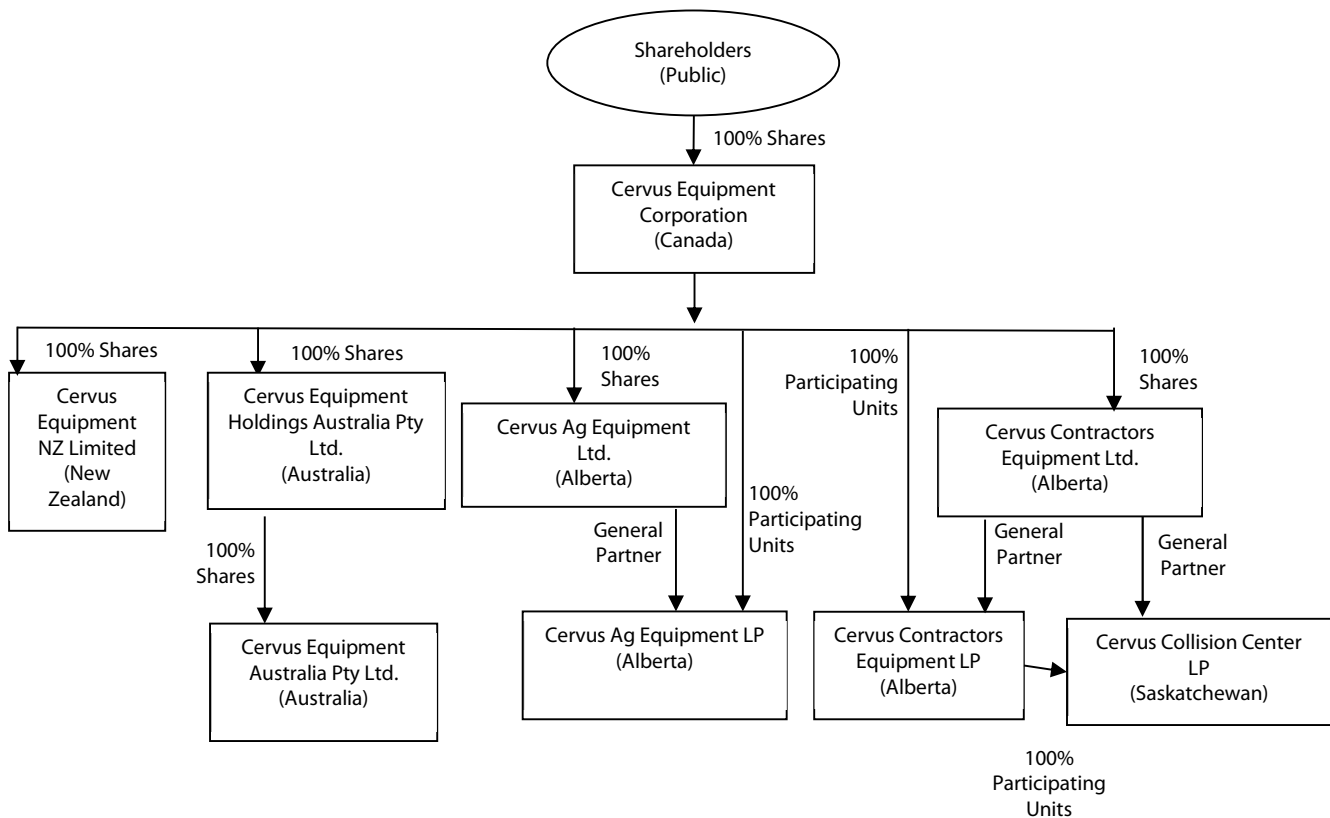 Shareholders
(Public)
100% Shares
Cervus Equipment
Corporation
(Canada)
100% Shares
100% Shares
100%
Shares
100%
Participating
Units
100%
Shares
Cervus
Equipment
NZ Limited
(New
Zealand)
Cervus Equipment
Holdings Australia Pty
Ltd.
(Australia)
Cervus Ag Equipment
Ltd.
(Alberta)
Cervus Contractors
Equipment Ltd.
(Alberta)
100%
Shares
General
Partner
100%
Participating
Units
General
Partner
General
Partner
Cervus Equipment
Australia Pty Ltd.
(Australia)
Cervus Ag Equipment LP
(Alberta)
Cervus Contractors
Equipment LP
(Alberta)
Cervus Collision Center
LP
(Saskatchewan)
100%
Participating
Units